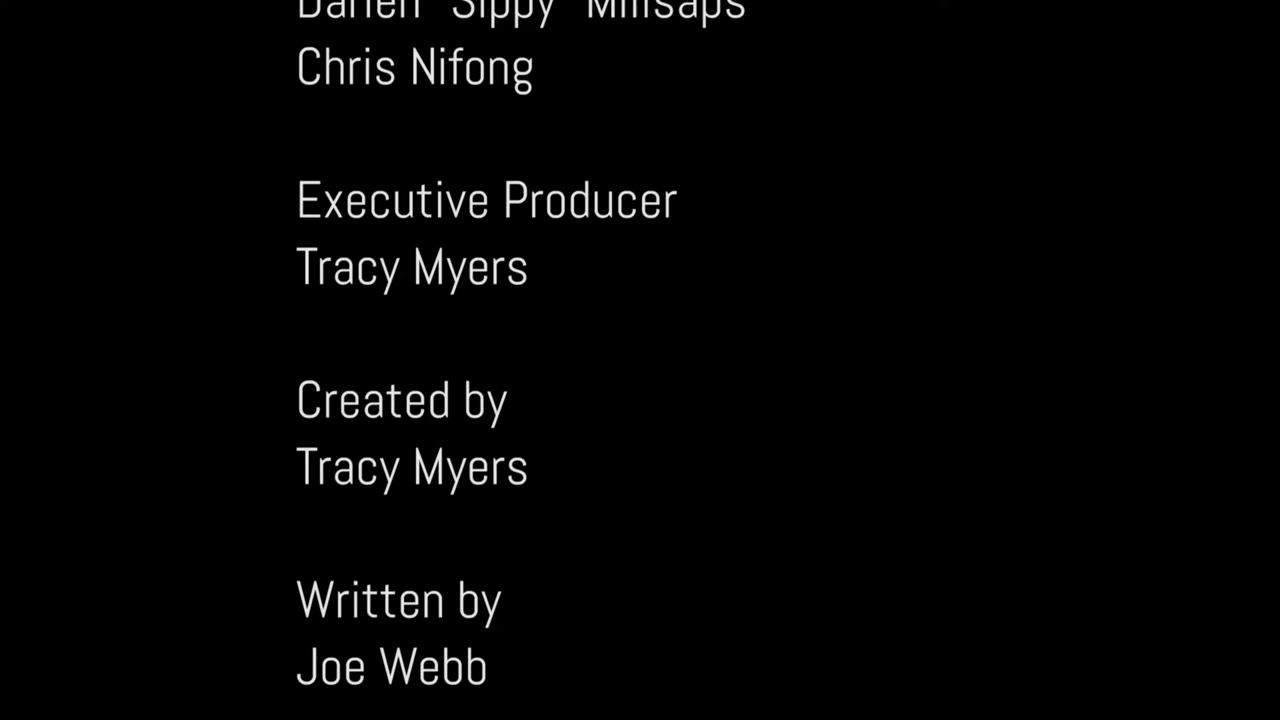 "Sippy" Millsaps
Chris Nifong
Executive Producer
Tracy Myers
Created by
Tracy Myers
Written by
Joe Webb